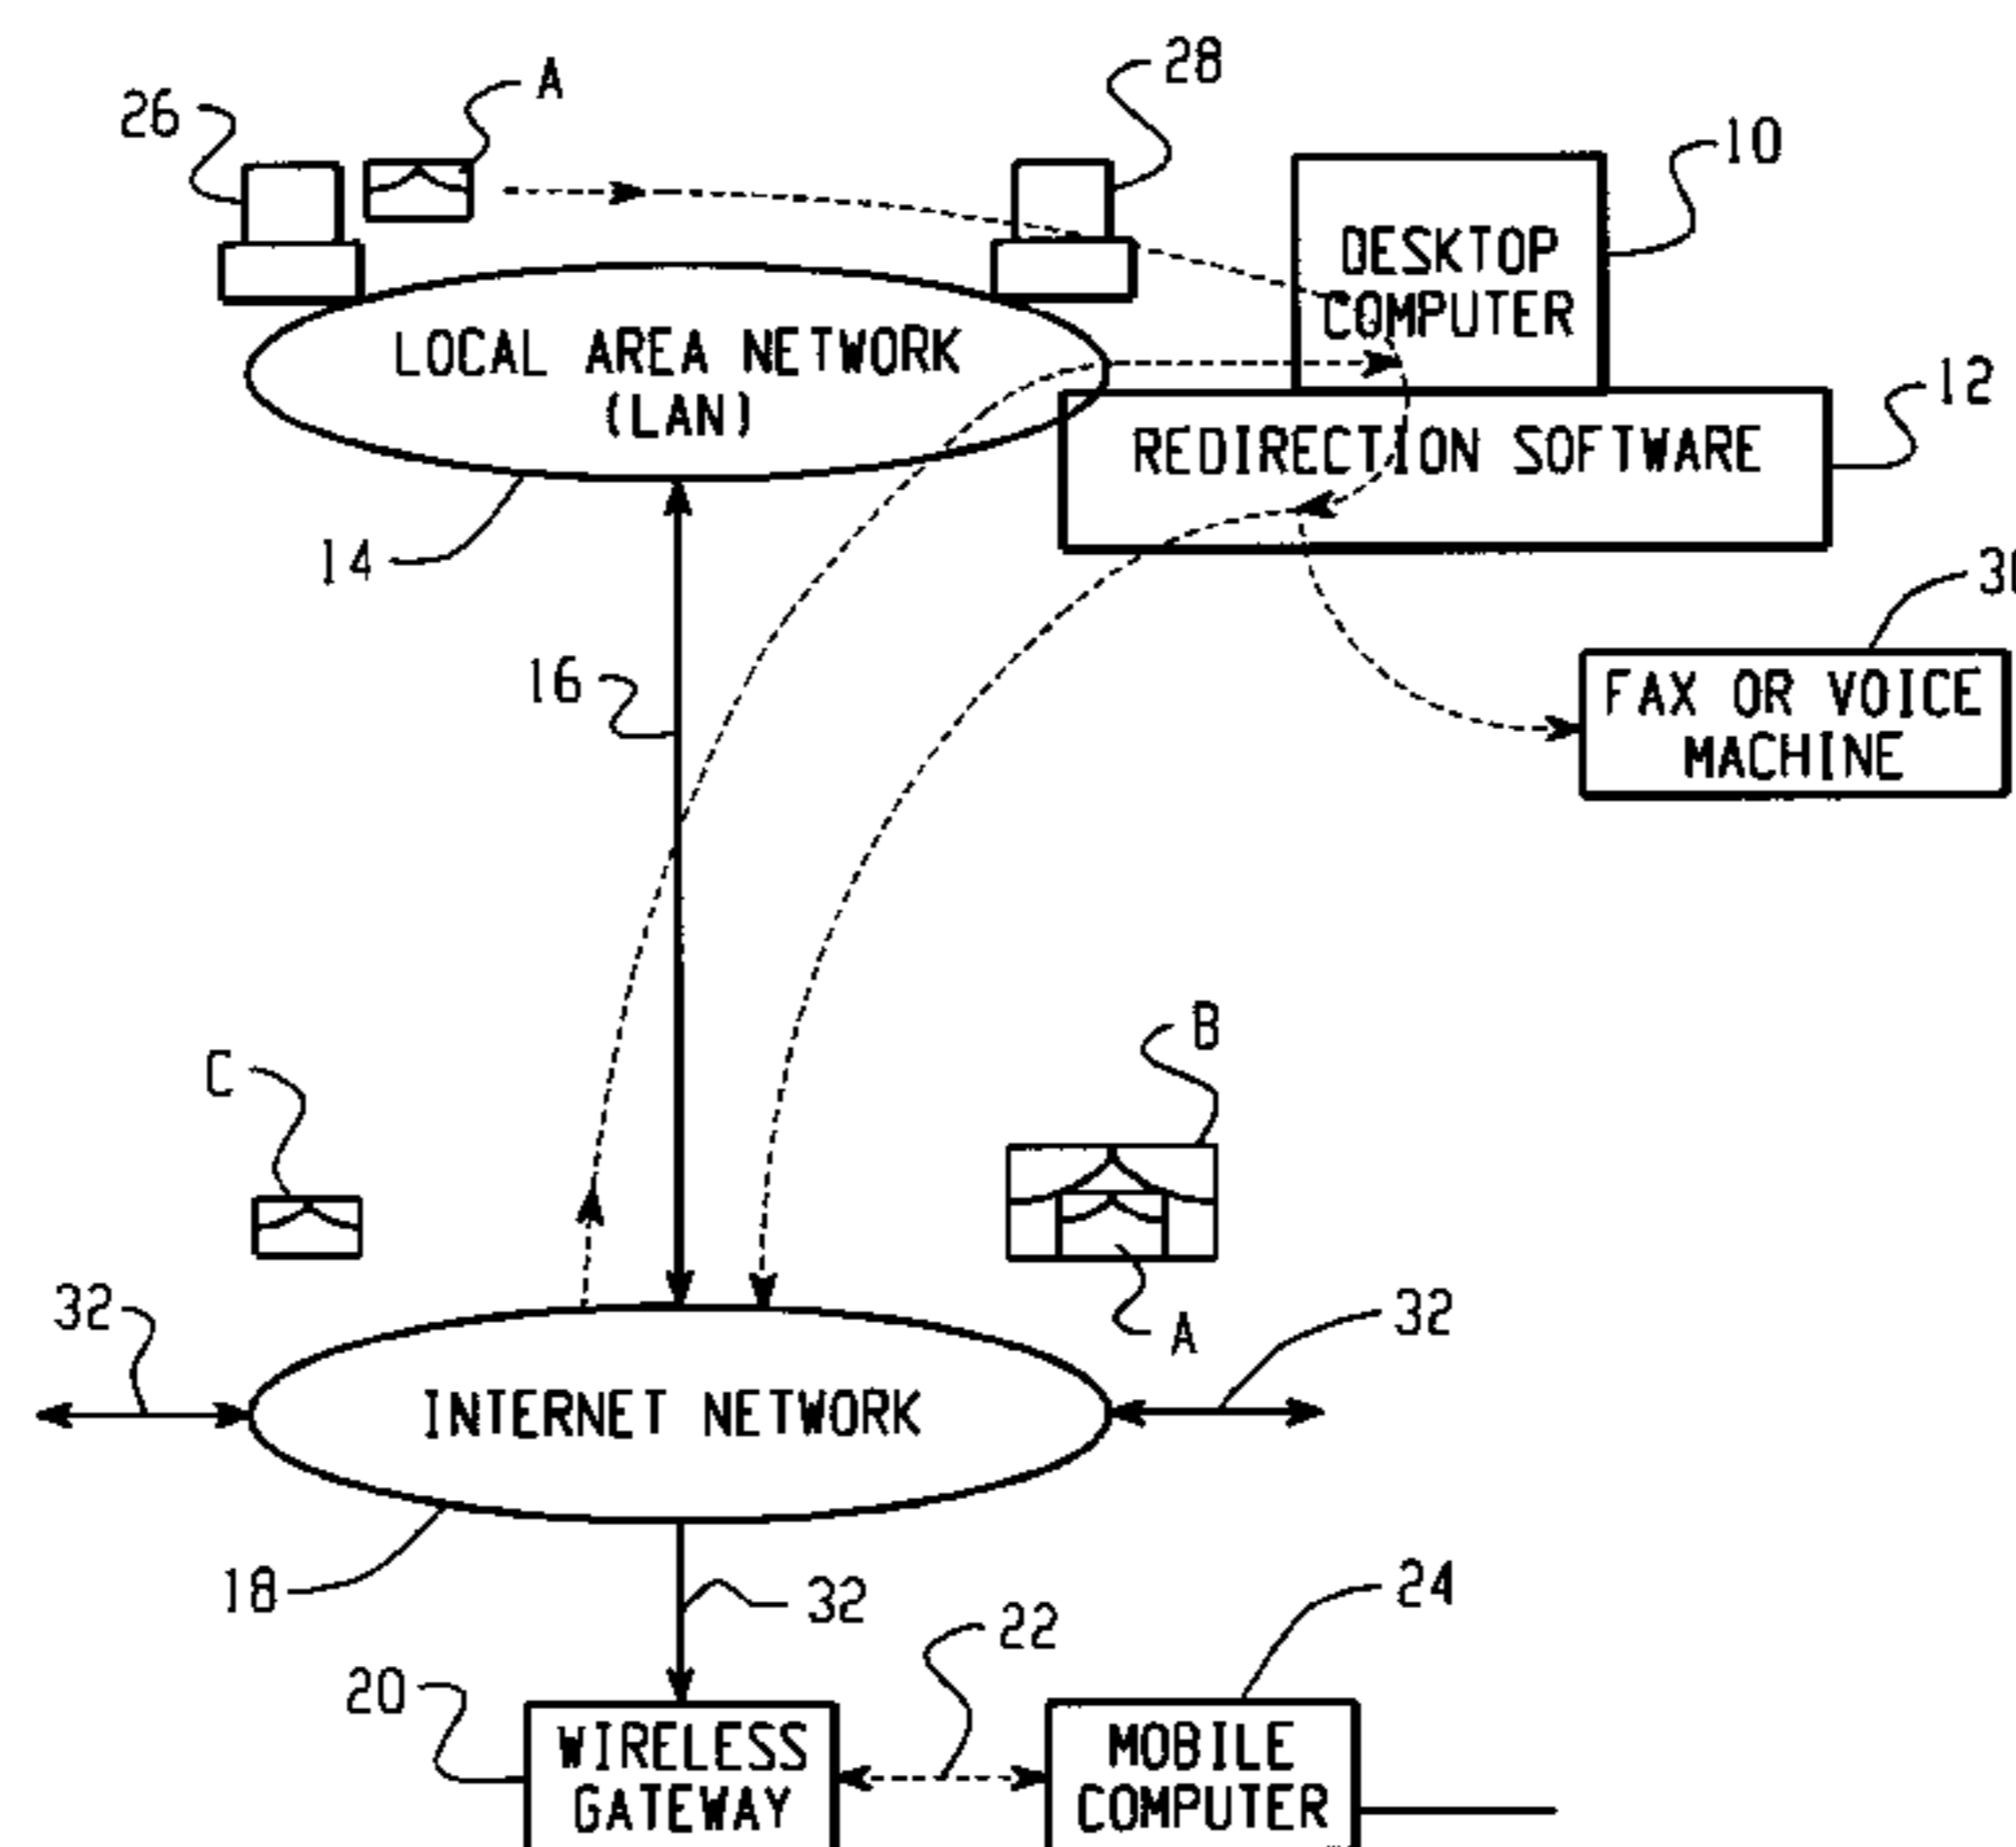 26
A
28
10
DESKTOP
COMPUTER
LOCAL AREA NETWORK
(LAN)
12
REDIRECTION SOFTWARE
14
16
FAX OR VOICE
MACHINE
C
B
A
32
32
INTERNET NETWORK
18
32
22
24
20
WIRELESS
GATEWAY
MOBILE
COMPUTER